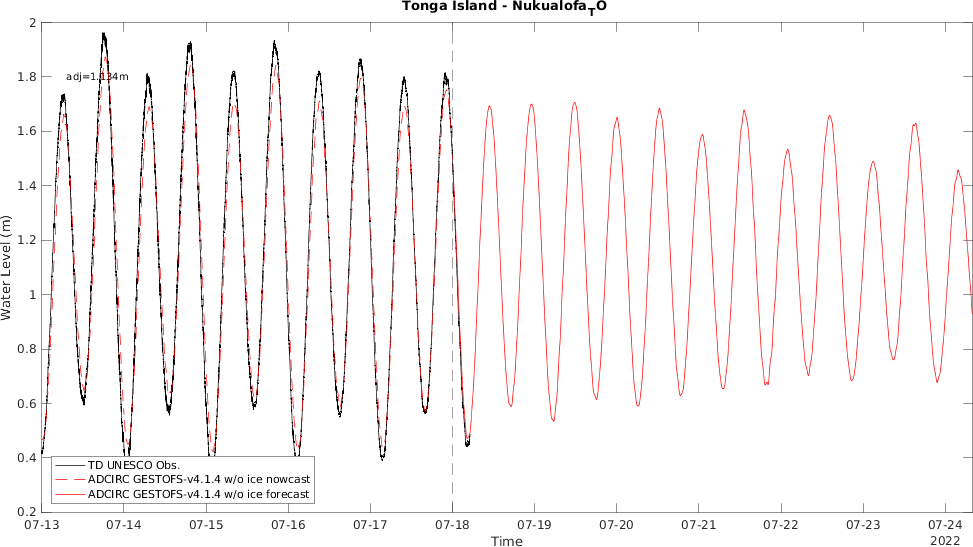 Tonga Island - Nukualofa_TO
2
1.8
1.6
1.4
1.2
1
0.8
0.6
0.4
0.2
Water Level (m)
adj=1.134m
TD UNESCO Obs.
ADCIRC GESTOFS-v4.1.4 w/o ice nowcast
ADCIRC GESTOFS-v4.1.4 w/o ice forecast
07-13 07-14 07-15 07-16 07-17 07-18 07-19 07-20 07-21 07-22 07-23 07-24
Time
2022